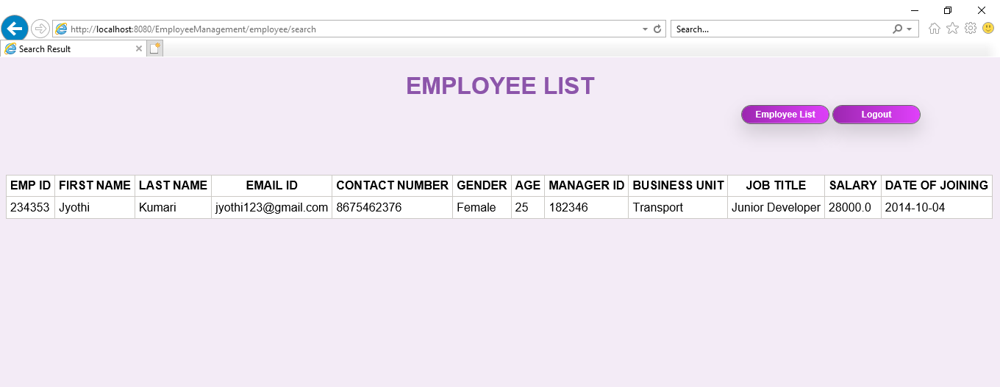 http://localhost:8080/EmployeeManagement/employee/search
Search...
Search Result
EMPLOYEE LIST
Employee List Logout
EMP ID FIRST NAME LAST NAME EMAIL ID CONTACT NUMBER GENDER AGE MANAGER ID BUSINESS UNIT JOB TITLE SALARY DATE OF JOINING
234353 Jyothi Kumari jyothi123@gmail.com 8675462376 Female 25 182346 Transport Junior Developer 28000.0 2014-10-04